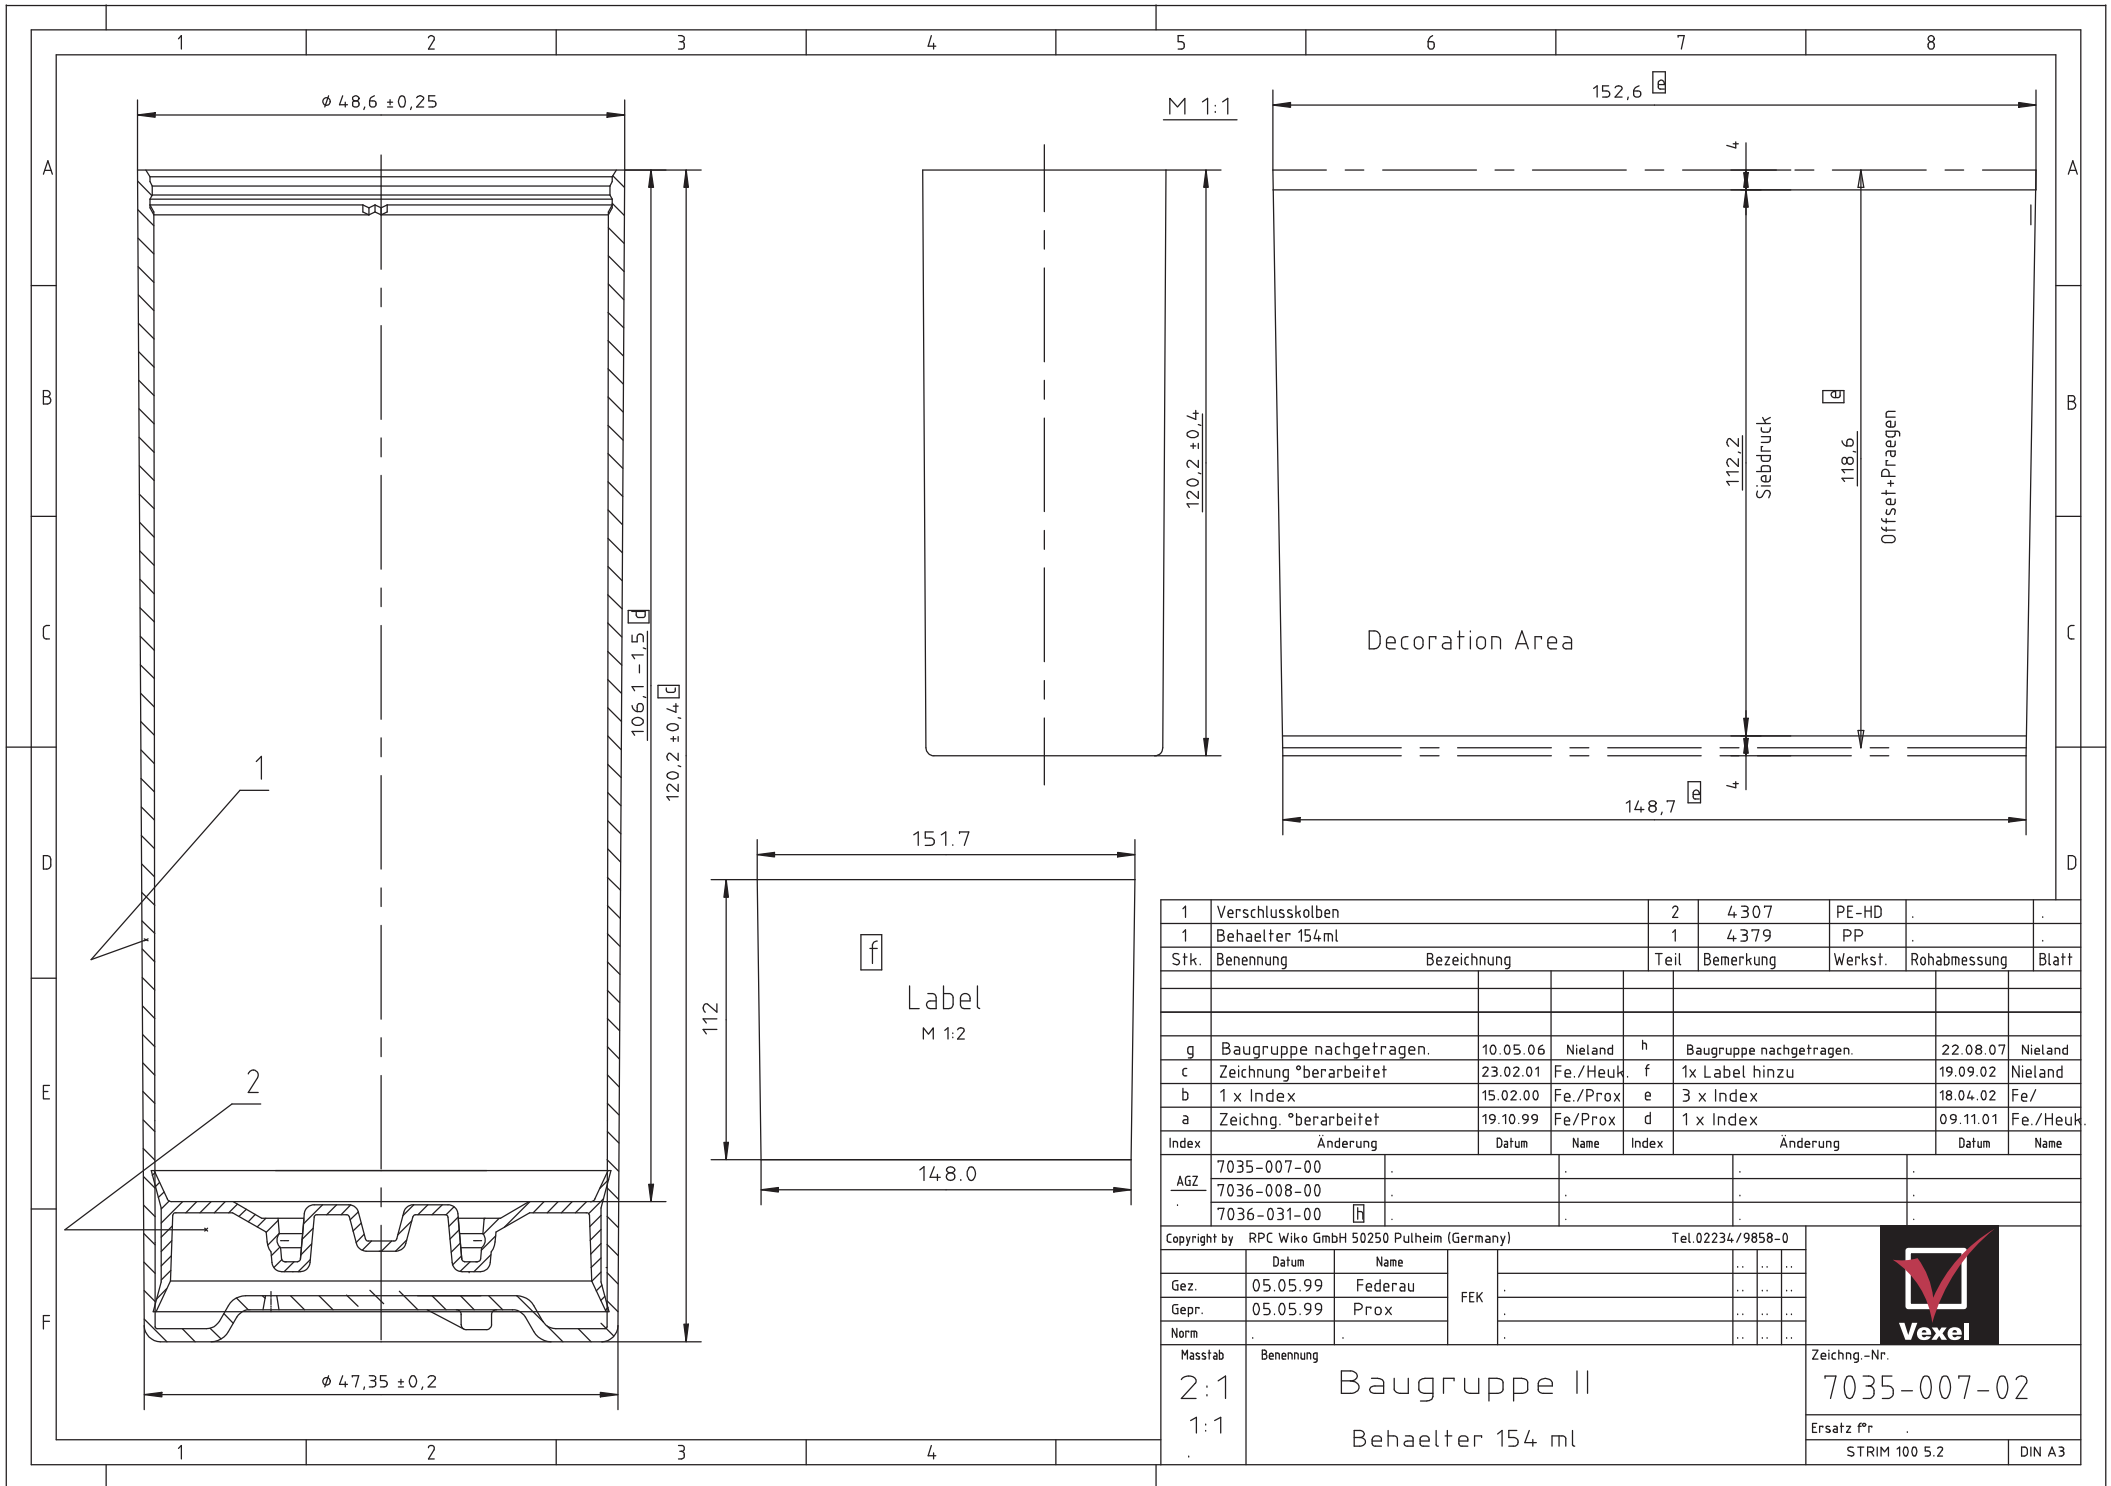 1 2 3 4 5 6 7 8
A A
B B
C C
D D
E
F
ø 48,6 ±0,25
106,1 -1,5 d
120,2 ±0,4 c
1
2
ø 47,35 ±0,2
M 1:1
120,2 ±0,4
152,6 e
4
112,2
Siebdruck
e
118,6
Offset+Praegen
Decoration Area
4
148,7 e
151.7
112
f
Label
M 1:2
148.0
1 Verschlusskolben 2 4307 PE-HD . .
1 Behaelter 154ml 1 4379 PP . .
Stk. Benennung Bezeichnung Teil Bemerkung Werkst. Rohabmessung Blatt
g Baugruppe nachgetragen. 10.05.06 Nieland h Baugruppe nachgetragen. 22.08.07 Nieland
c Zeichnung °berarbeitet 23.02.01 Fe./Heuk. f 1x Label hinzu 19.09.02 Nieland
b 1 x Index 15.02.00 Fe./Prox e 3 x Index 18.04.02 Fe/
a Zeichng. °berarbeitet 19.10.99 Fe/Prox d 1 x Index 09.11.01 Fe./Heuk.
Index Änderung Datum Name Index Änderung Datum Name
AGZ
7035-007-00 . . . .
7036-008-00 . . . .
7036-031-00 h . . . .
Copyright by RPC Wiko GmbH 50250 Pulheim (Germany) Tel.02234/9858-0
Datum Name
Gez. 05.05.99 Federau
Gepr. 05.05.99 Prox
Norm . .
FEK
Vexel
Masstab
2:1
1:1
Benennung
Baugruppe II
Behaelter 154 ml
Zeichng.-Nr.
7035-007-02
Ersatz f°r .
STRIM 100 5.2 DIN A3
1 2 3 4